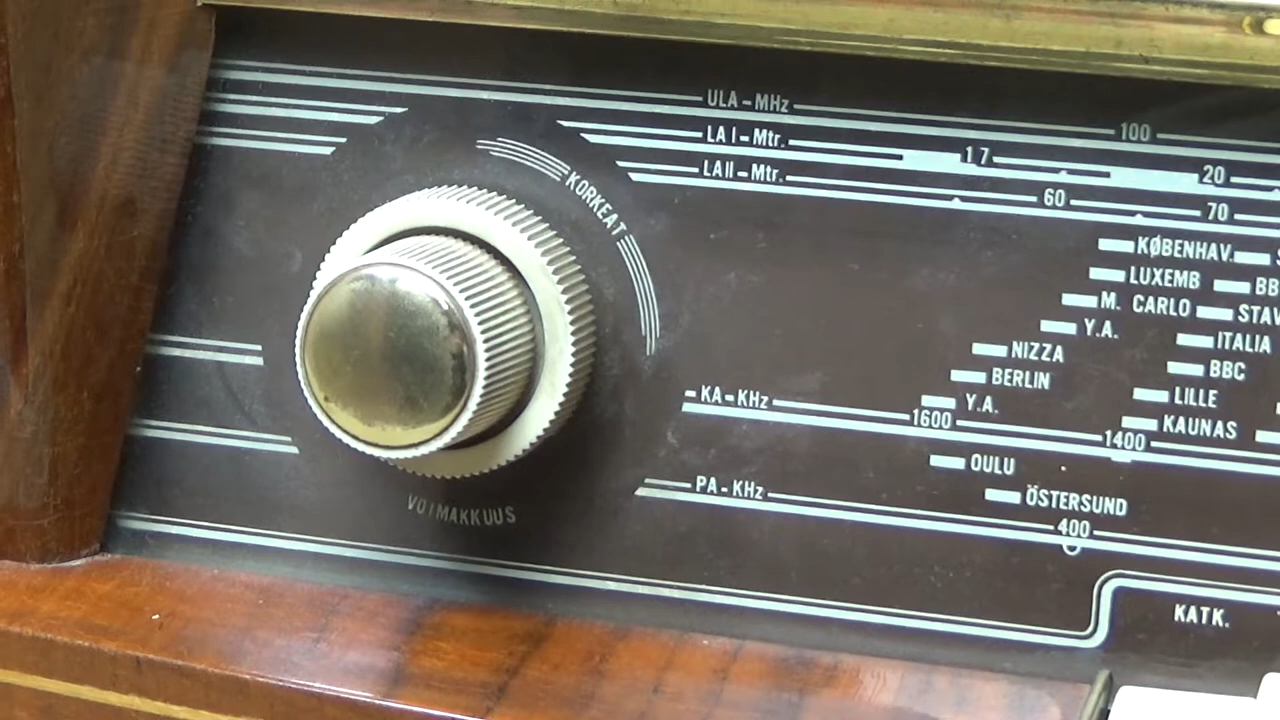 ULA-MHz 100
LA I-Mtr. 17 20
LA II-Mtr. 60 70
KORKEAT
KØBENHAV.
LUXEMB
M. CARLO
Y.A. ITALIA
NIZZA BBC
BERLIN LILLE
Y.A. KAUNAS
KA-KHz 1600 1400
OULU
ÖSTERSUND
PA-KHz 400
VOIMAKKUUS
KATK.